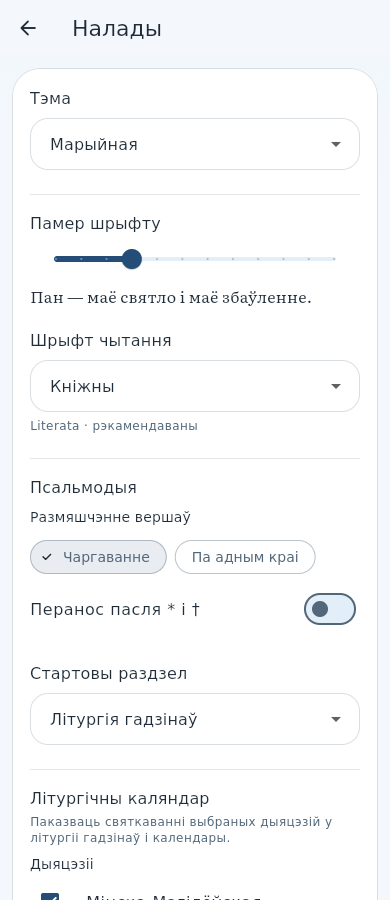 Налады
Тэма
Марыйная
Памер шрыфту
Пан — маё святло і маё збаўленне.
Шрыфт чытання
Кніжны
Literata · рэкамендаваны
Псальмодыя
Размяшчэнне вершаў
Чаргаванне
Па адным краі
Перанос пасля * і †
Стартовы раздзел
Літургія гадзінаў
Літургічны каляндар
Паказваць святкаванні выбраных дыяцэзій у
літургіі гадзінаў і календары.
Дыяцэзіі